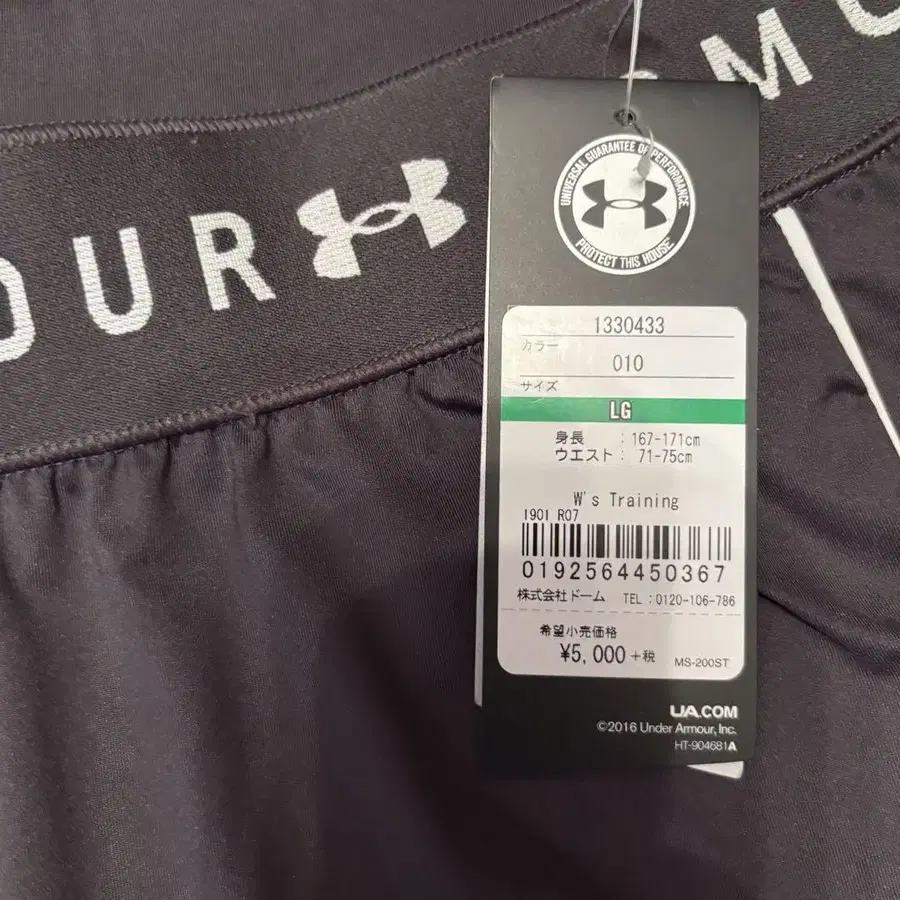 OUR
MO
UNIVERSAL GUARANTEE OF PERFORMANCE
PROTECT THIS HOUSE
1330433
カラー
010
サイズ
LG
身長 : 167-171cm
ウエスト : 71-75cm
W's Training
1901 R07
0192564450367
株式会社ドーム TEL:0120-106-786
希望小売価格
¥5,000+税
MS-200ST
UA.COM
©2016 Under Armour, Inc.
HT-904681A